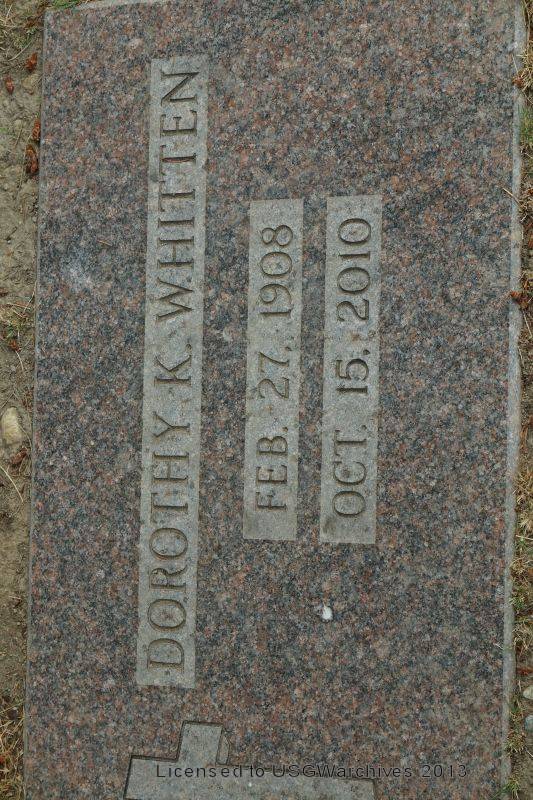 DOROTHY K. WHITTEN
FEB. 27, 1908
OCT. 15, 2010
Licensed to USGWarchives 2013